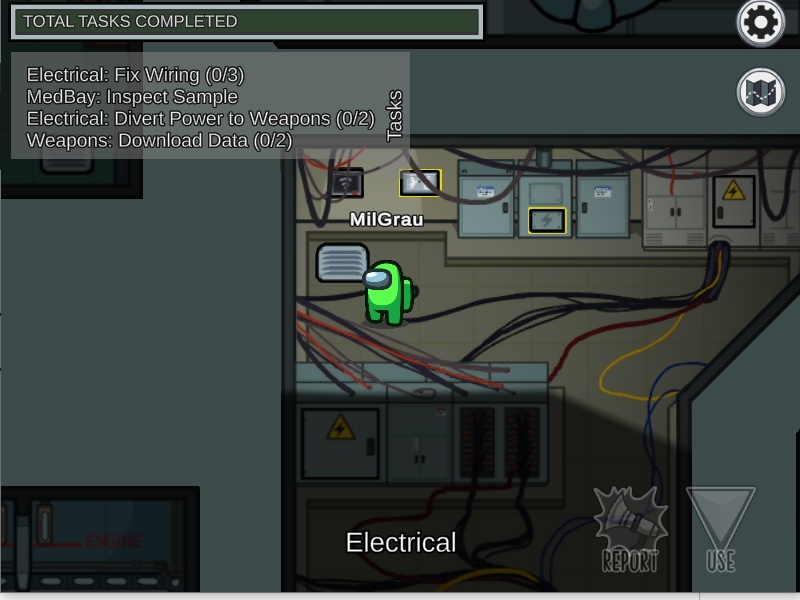 TOTAL TASKS COMPLETED
Electrical: Fix Wiring (0/3)
MedBay: Inspect Sample
Electrical: Divert Power to Weapons (0/2)
Weapons: Download Data (0/2)
Tasks
MilGrau
ENGINE
Electrical
REPORT
USE